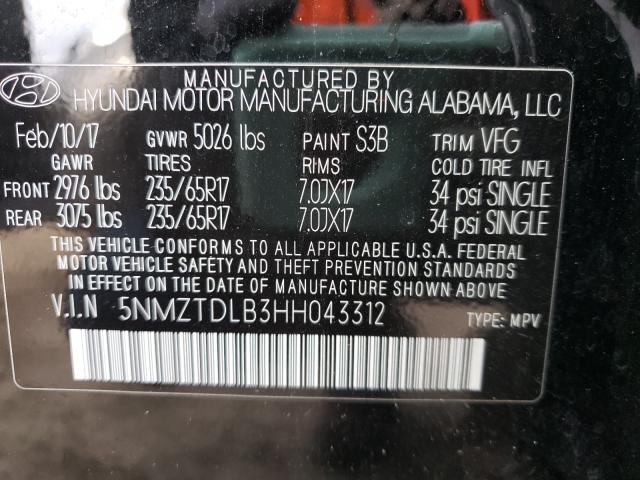 MANUFACTURED BY
HYUNDAI MOTOR MANUFACTURING ALABAMA, LLC
Feb/10/17 GVWR 5026 lbs PAINT S3B TRIM VFG
GAWR TIRES RIMS COLD TIRE INFL
FRONT 2976 lbs 235/65R17 7.0JX17 34 psi SINGLE
REAR 3075 lbs 235/65R17 7.0JX17 34 psi SINGLE
THIS VEHICLE CONFORMS TO ALL APPLICABLE U.S.A. FEDERAL
MOTOR VEHICLE SAFETY AND THEFT PREVENTION STANDARDS
IN EFFECT ON THE DATE OF MANUFACTURE SHOWN ABOVE.
V.I.N 5NMZTDLB3HH043312 TYPE: MPV